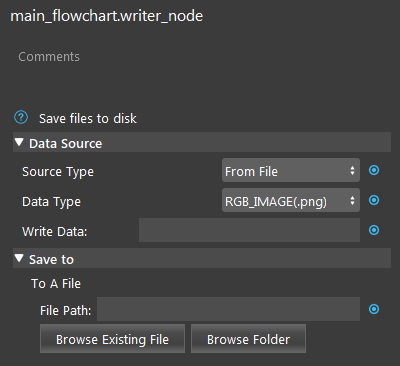 main_flowchart.writer_node
Comments
Save files to disk
Data Source
Source Type From File
Data Type RGB_IMAGE(.png)
Write Data:
Save to
To A File
File Path:
Browse Existing File Browse Folder